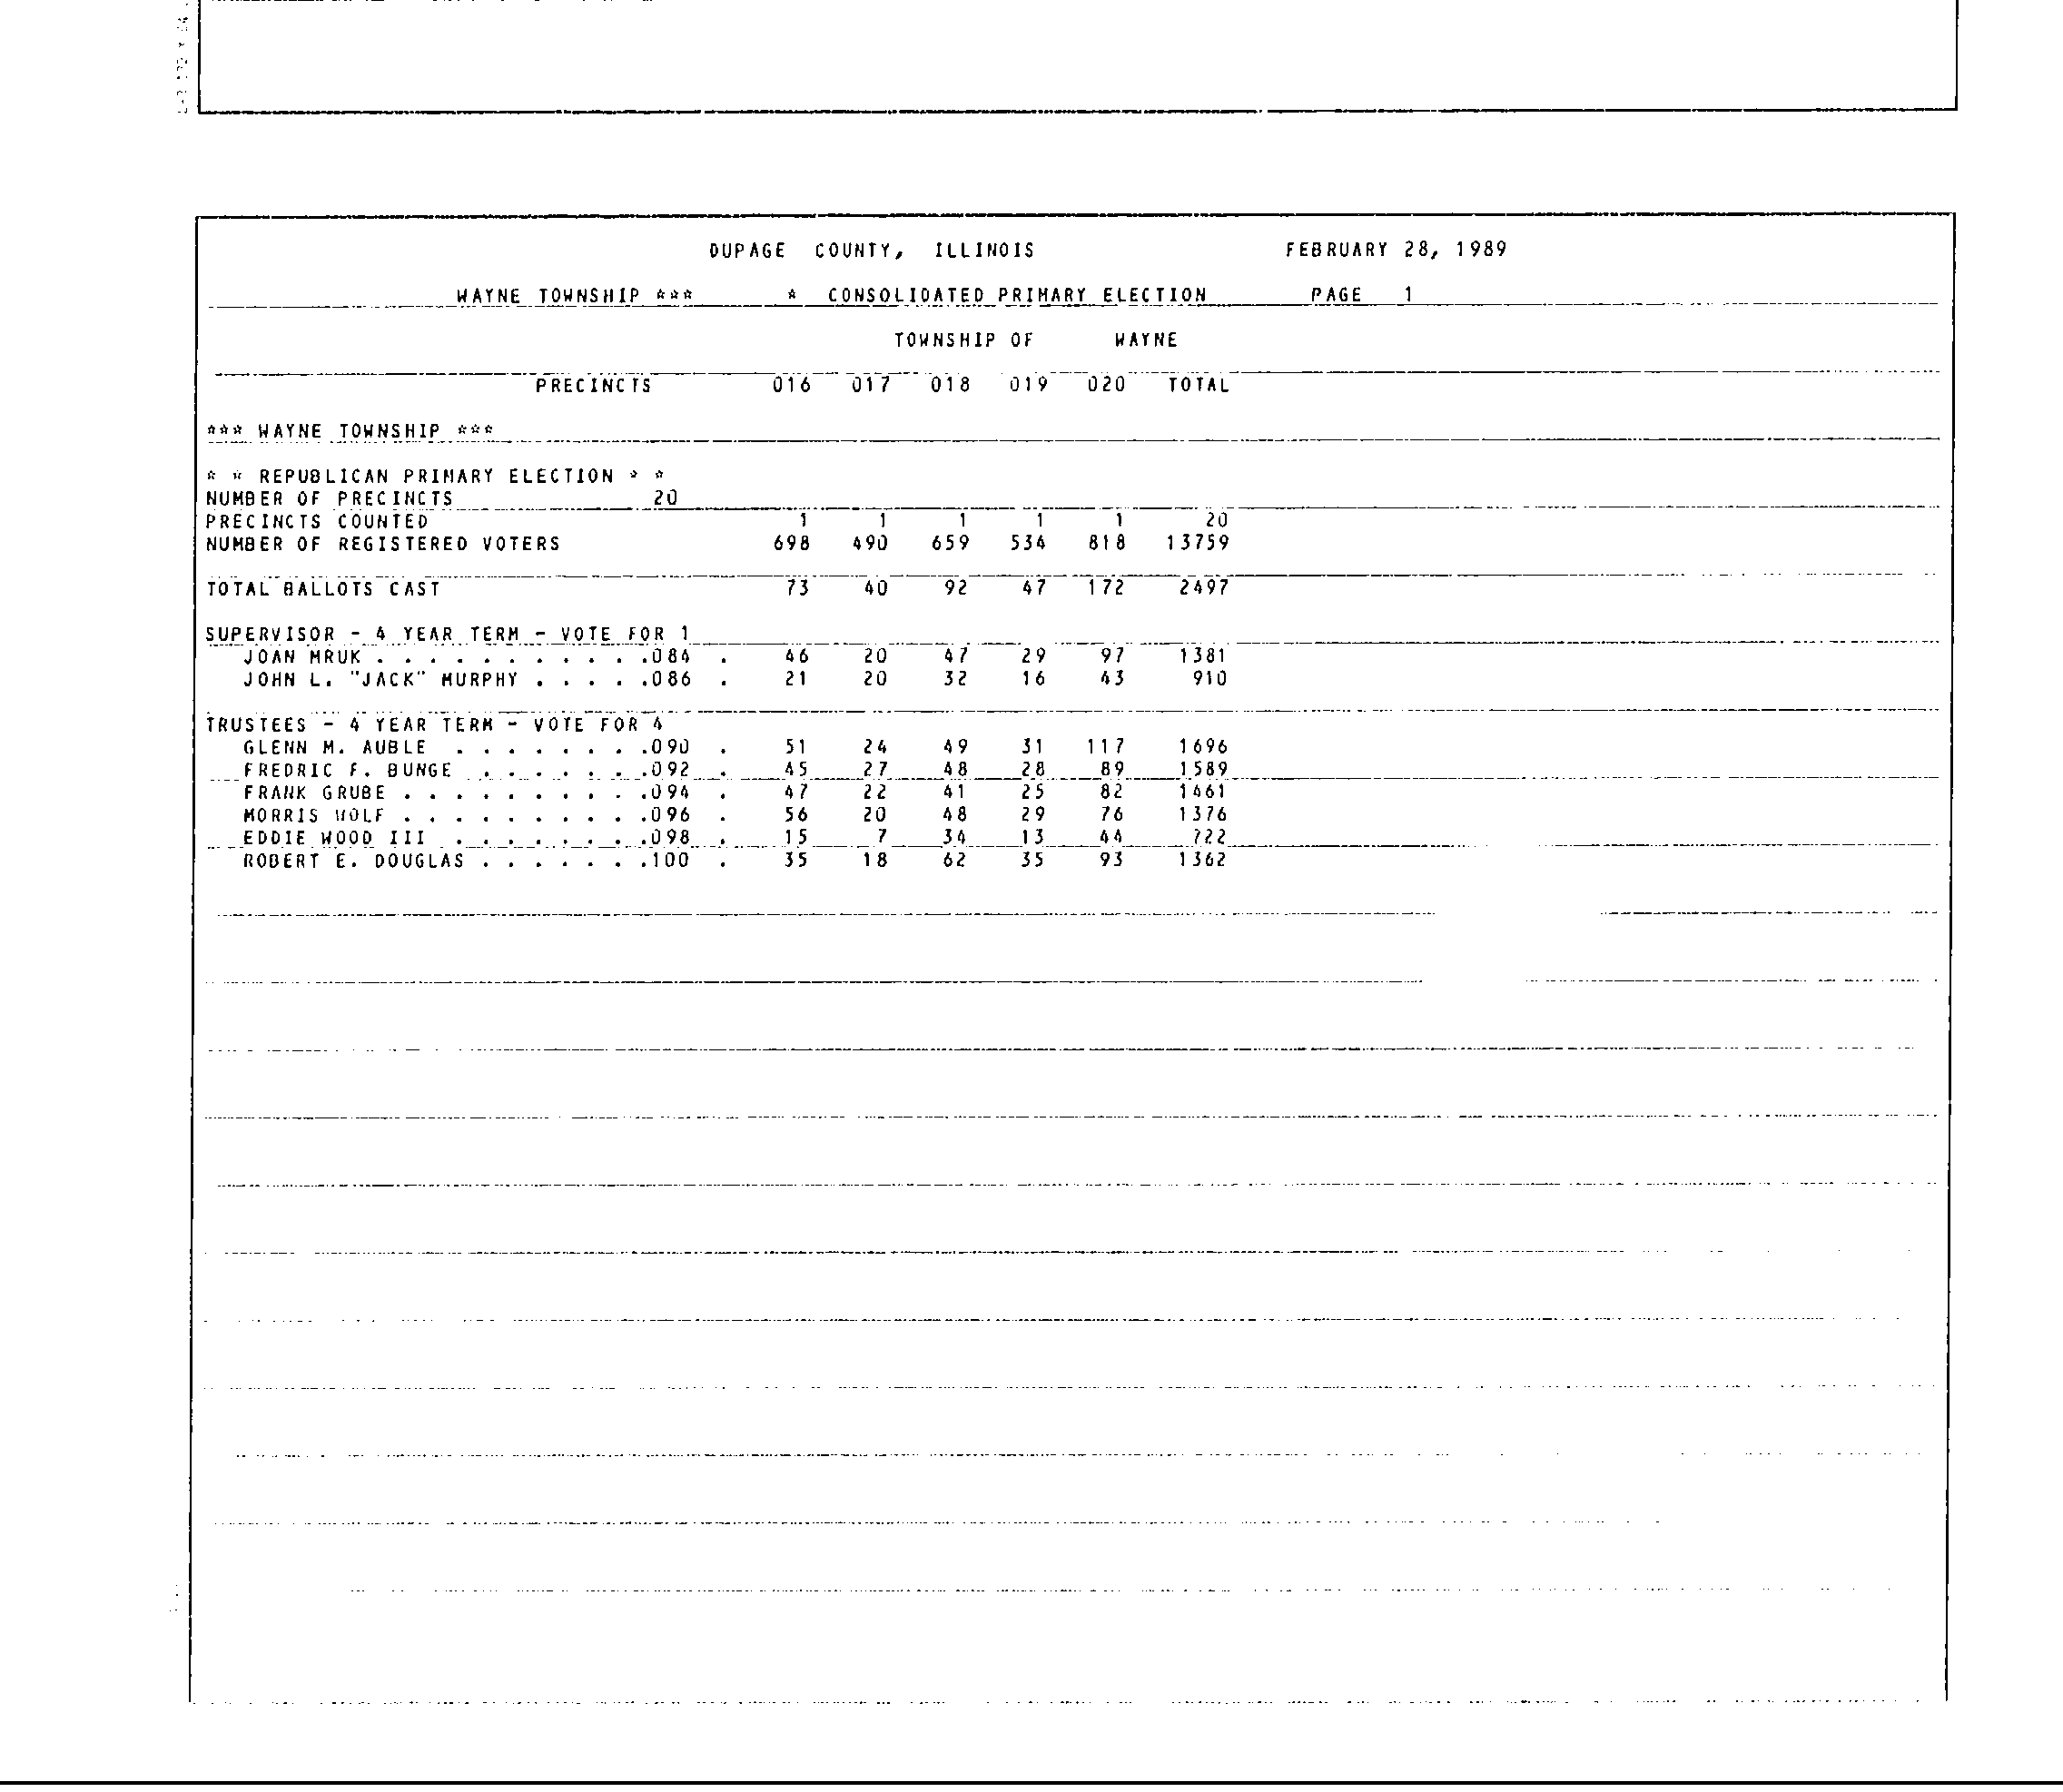 DUPAGE COUNTY, ILLINOIS FEBRUARY 28, 1989
WAYNE TOWNSHIP *** * CONSOLIDATED PRIMARY ELECTION PAGE 1
TOWNSHIP OF WAYNE
PRECINCTS 016 017 018 019 020 TOTAL
*** WAYNE TOWNSHIP ***
* * REPUBLICAN PRIMARY ELECTION * *
NUMBER OF PRECINCTS 20
PRECINCTS COUNTED 1 1 1 1 1 20
NUMBER OF REGISTERED VOTERS 698 490 659 534 818 13759
TOTAL BALLOTS CAST 73 40 92 47 172 2497
SUPERVISOR - 4 YEAR TERM - VOTE FOR 1
JOAN MRUK . . . . . . . . . . .084 . 46 20 47 29 97 1381
JOHN L. "JACK" MURPHY . . . . .086 . 21 20 32 16 43 910
TRUSTEES - 4 YEAR TERM - VOTE FOR 4
GLENN M. AUBLE . . . . . . . .090 . 51 24 49 31 117 1696
FREDRIC F. BUNGE . . . . . . .092 . 45 27 48 28 89 1589
FRANK GRUBE . . . . . . . . . .094 . 47 22 41 25 82 1461
MORRIS WOLF . . . . . . . . . .096 . 56 20 48 29 76 1376
EDDIE WOOD III . . . . . . . .098 . 15 7 34 13 44 722
ROBERT E. DOUGLAS . . . . . . .100 . 35 18 62 35 93 1362